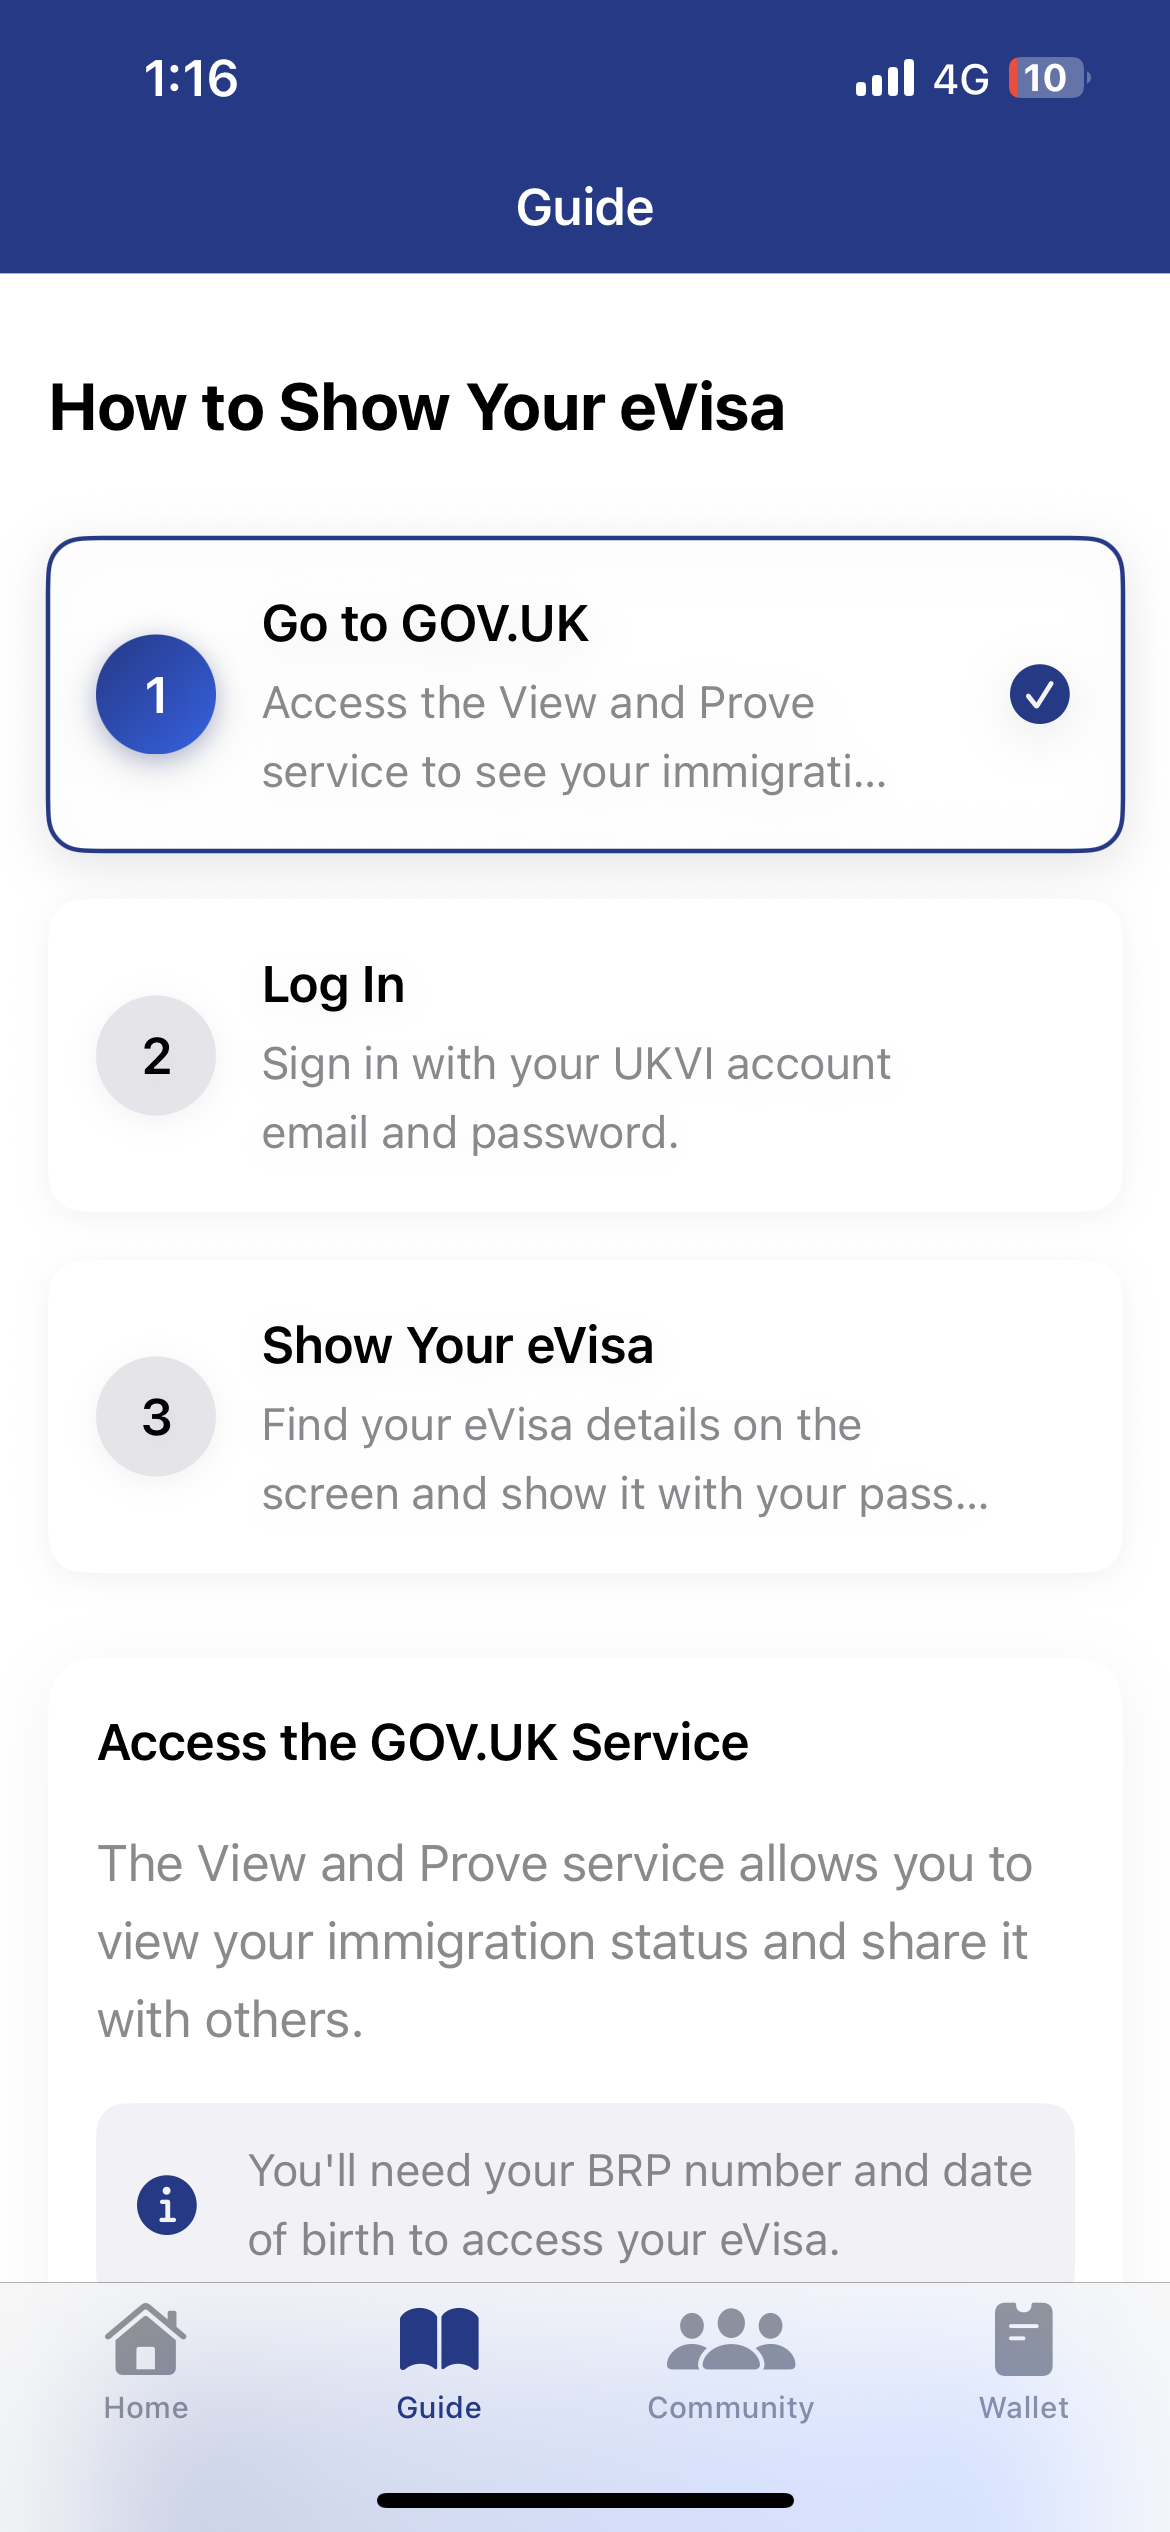 1:16
4G
10
Guide
How to Show Your eVisa
1
Go to GOV.UK
Access the View and Prove
service to see your immigrati...
2
Log In
Sign in with your UKVI account
email and password.
3
Show Your eVisa
Find your eVisa details on the
screen and show it with your pass...
Access the GOV.UK Service
The View and Prove service allows you to
view your immigration status and share it
with others.
You'll need your BRP number and date
of birth to access your eVisa.
Home
Guide
Community
Wallet